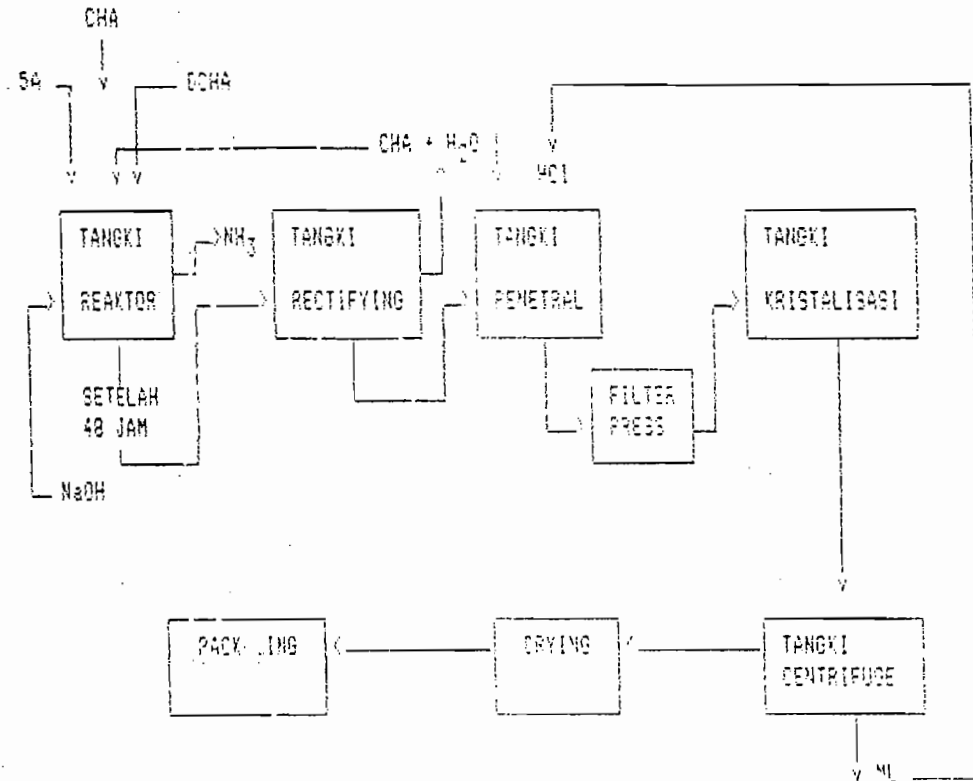 CHA
SA
DCHA
CHA + H2O
HCl
TANGKI
REAKTOR
NH3
TANGKI
RECTIFYING
TANGKI
PENETRAL
TANGKI
KRISTALISASI
SETELAH
48 JAM
FILTER
PRESS
NaOH
PACKING
DRYING
TANGKI
CENTRIFUGE
ML